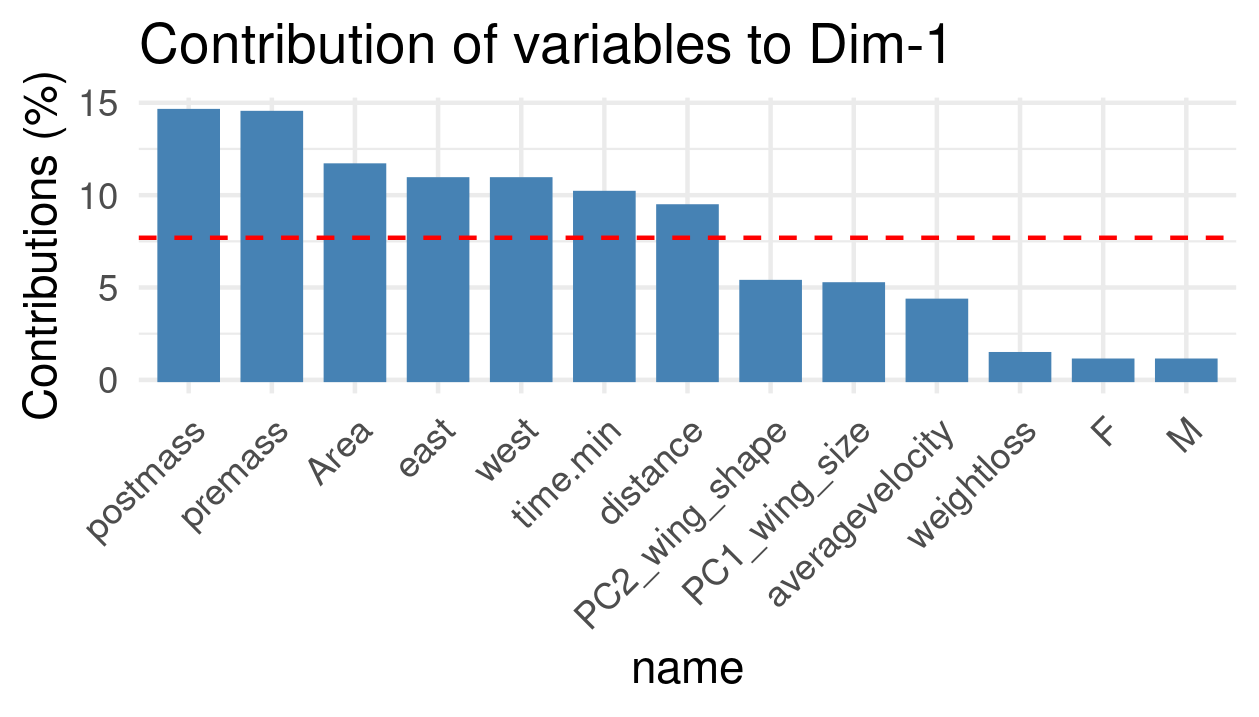 Contribution of variables to Dim-1
Contributions (%)
15
10
5
0
postmass
premass
Area
east
west
time.min
distance
PC2_wing_shape
PC1_wing_size
averagevelocity
weightloss
F
M
name